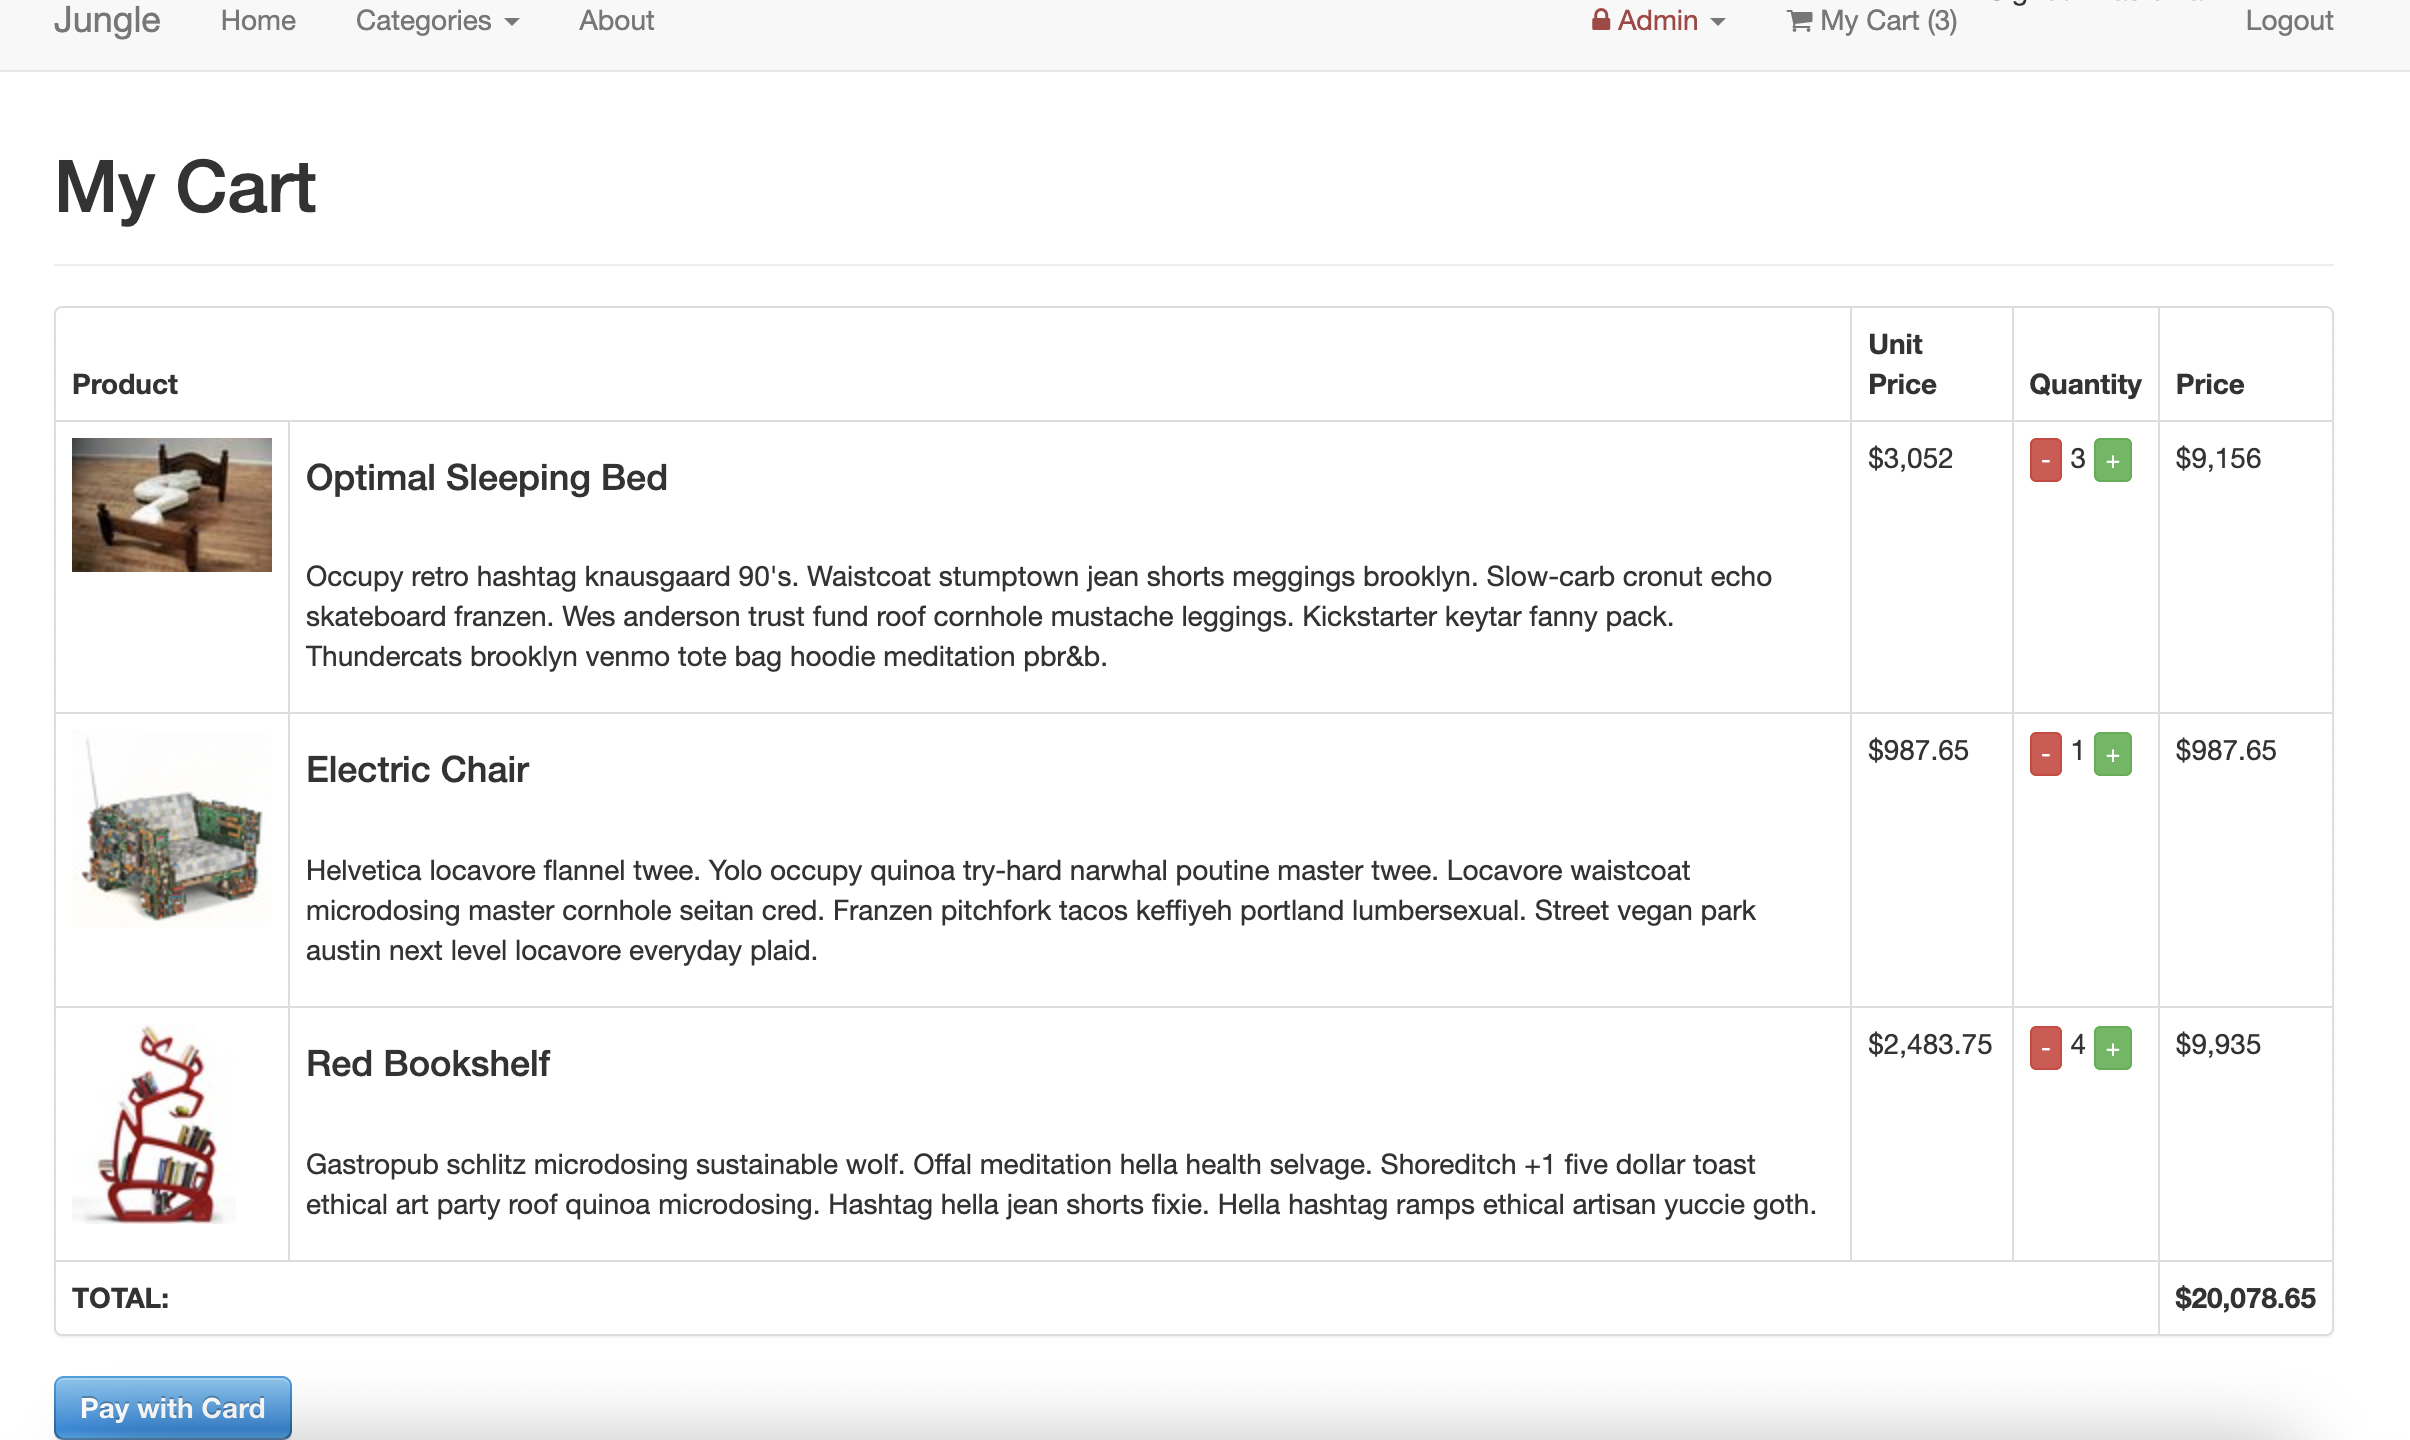 Jungle Home Categories About Admin My Cart (3) Logout
My Cart
Product Unit Price Quantity Price
Optimal Sleeping Bed $3,052 - 3 + $9,156
Occupy retro hashtag knausgaard 90's. Waistcoat stumptown jean shorts meggings brooklyn. Slow-carb cronut echo
skateboard franzen. Wes anderson trust fund roof cornhole mustache leggings. Kickstarter keytar fanny pack.
Thundercats brooklyn venmo tote bag hoodie meditation pbr&b.
Electric Chair $987.65 - 1 + $987.65
Helvetica locavore flannel twee. Yolo occupy quinoa try-hard narwhal poutine master twee. Locavore waistcoat
microdosing master cornhole seitan cred. Franzen pitchfork tacos keffiyeh portland lumbersexual. Street vegan park
austin next level locavore everyday plaid.
Red Bookshelf $2,483.75 - 4 + $9,935
Gastropub schlitz microdosing sustainable wolf. Offal meditation hella health selvage. Shoreditch +1 five dollar toast
ethical art party roof quinoa microdosing. Hashtag hella jean shorts fixie. Hella hashtag ramps ethical artisan yuccie goth.
TOTAL: $20,078.65
Pay with Card